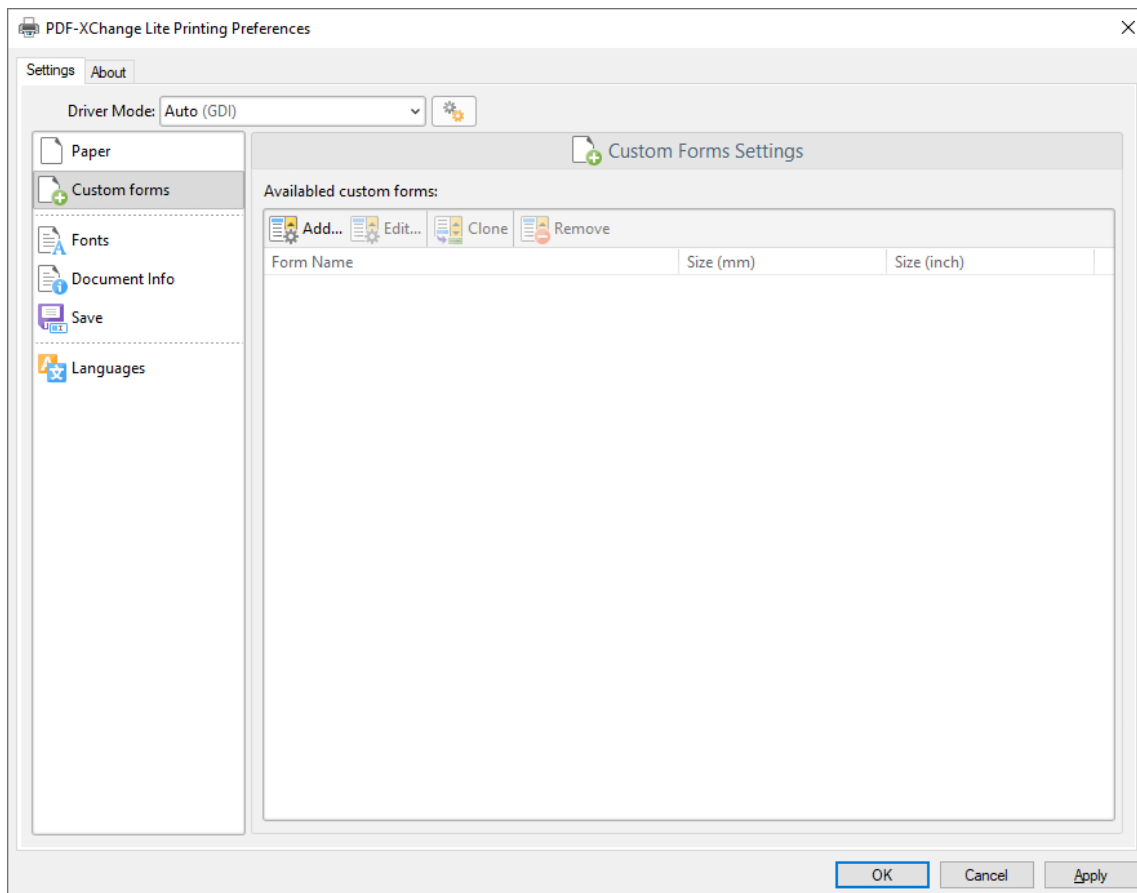 PDF-XChange Lite Printing Preferences
Settings About
Driver Mode: Auto (GDI)
Paper
Custom forms
Fonts
Document Info
Save
Languages
Custom Forms Settings
Availabled custom forms:
Add... Edit... Clone Remove
Form Name Size (mm) Size (inch)
OK Cancel Apply